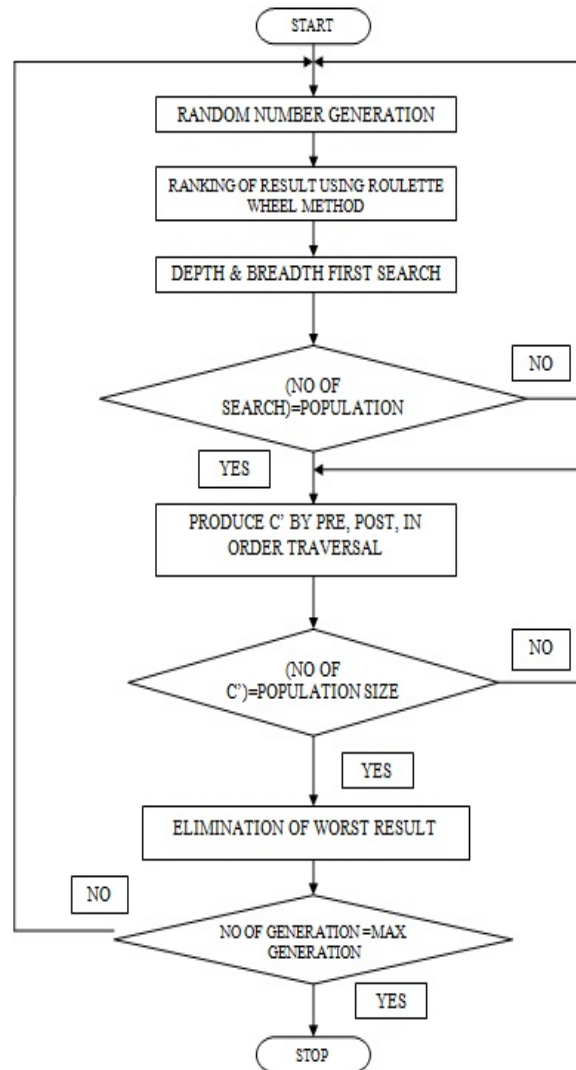 START
RANDOM NUMBER GENERATION
RANKING OF RESULT USING ROULETTE
WHEEL METHOD
DEPTH & BREADTH FIRST SEARCH
(NO OF
SEARCH)=POPULATION
NO
YES
PRODUCE C' BY PRE, POST, IN
ORDER TRAVERSAL
(NO OF
C')=POPULATION SIZE
NO
YES
ELIMINATION OF WORST RESULT
NO
NO OF GENERATION =MAX
GENERATION
YES
STOP